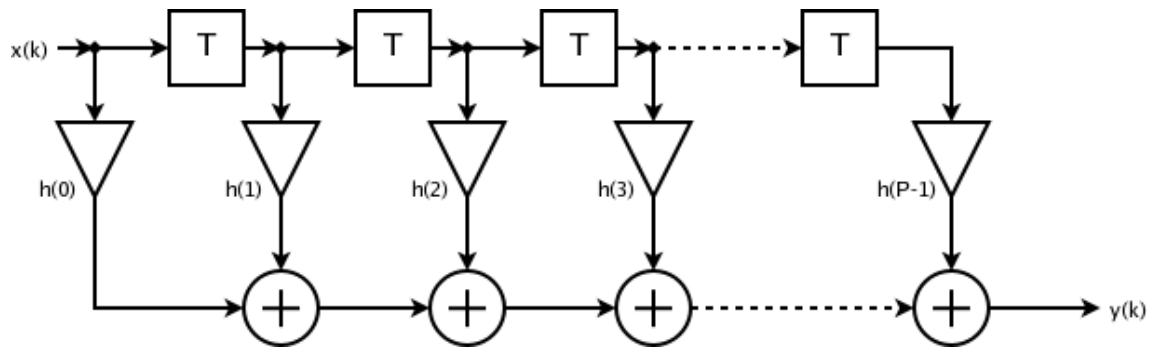 x(k) T T T T
h(0) h(1) h(2) h(3) h(P-1)
+ + + +
y(k)